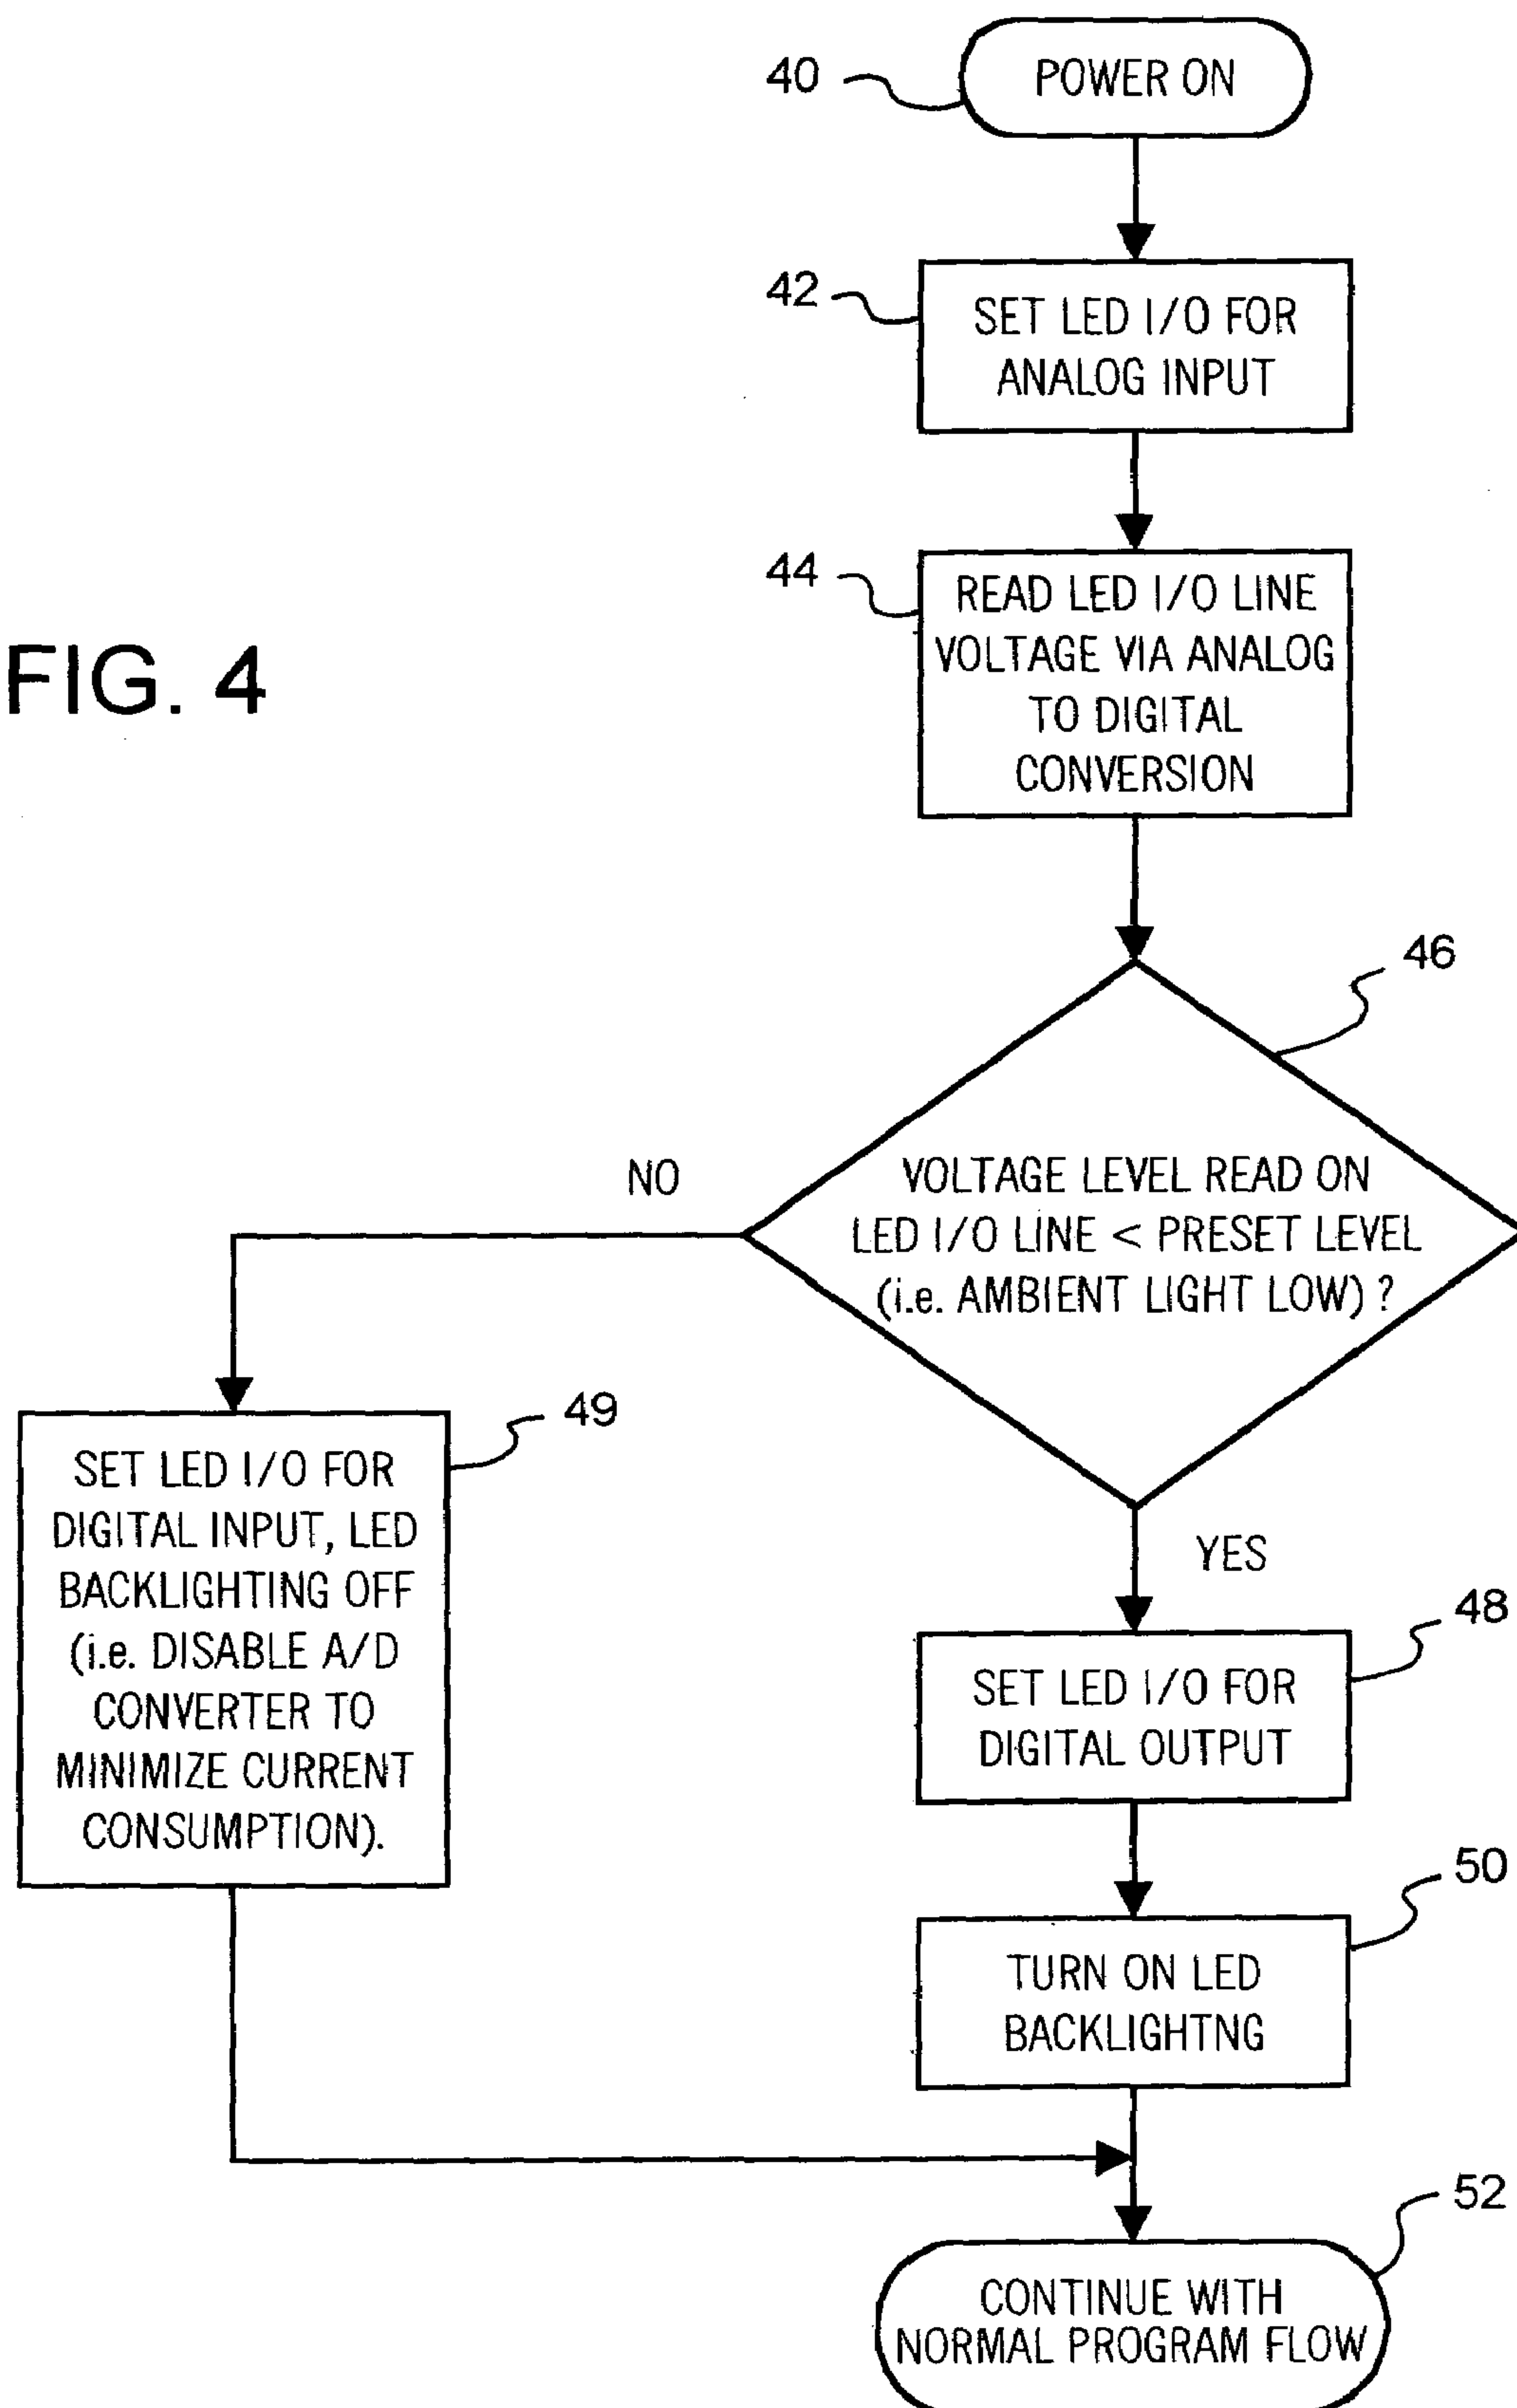 40
POWER ON
42
SET LED I/O FOR
ANALOG INPUT
FIG. 4
44
READ LED I/O LINE
VOLTAGE VIA ANALOG
TO DIGITAL
CONVERSION
46
VOLTAGE LEVEL READ ON
LED I/O LINE < PRESET LEVEL
(i.e. AMBIENT LIGHT LOW) ?
NO
49
SET LED I/O FOR
DIGITAL INPUT, LED
BACKLIGHTING OFF
(i.e. DISABLE A/D
CONVERTER TO
MINIMIZE CURRENT
CONSUMPTION).
YES
48
SET LED I/O FOR
DIGITAL OUTPUT
50
TURN ON LED
BACKLIGHTNG
52
CONTINUE WITH
NORMAL PROGRAM FLOW